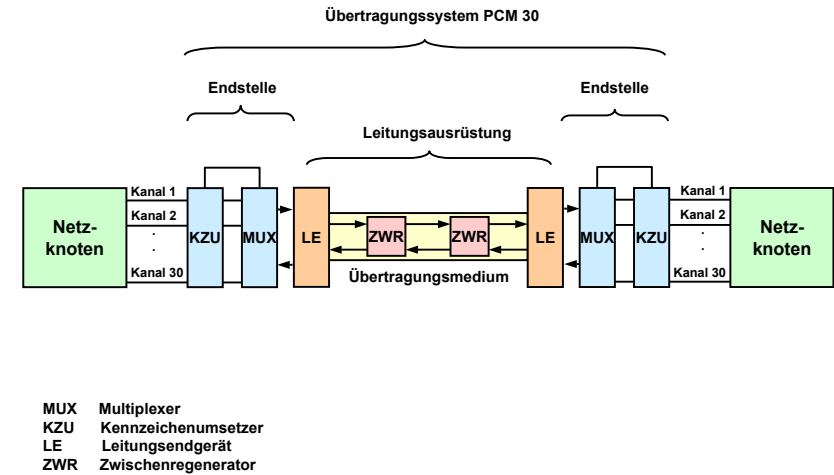 Übertragungssystem PCM 30
Endstelle
Endstelle
Leitungsausrüstung
Netz-
knoten
Kanal 1
Kanal 2
.
.
Kanal 30
KZU
MUX
LE
ZWR
ZWR
LE
MUX
KZU
Kanal 1
Kanal 2
.
.
Kanal 30
Netz-
knoten
Übertragungsmedium
MUX Multiplexer
KZU Kennzeichenumsetzer
LE Leitungsendgerät
ZWR Zwischenregenerator